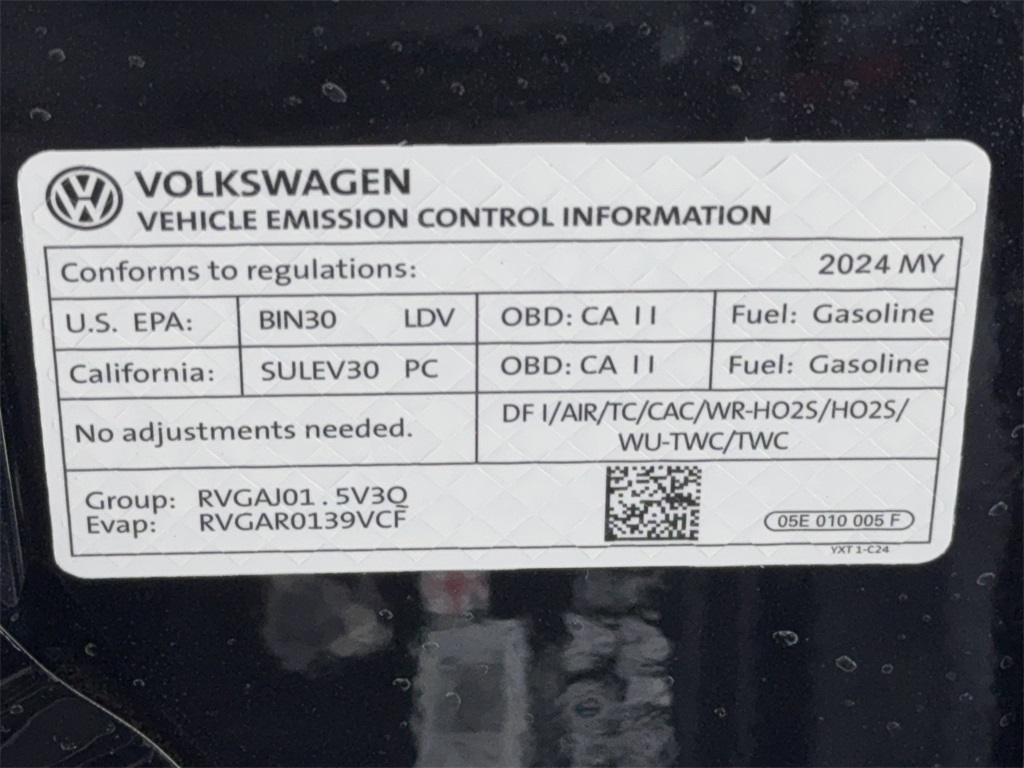 VOLKSWAGEN
VEHICLE EMISSION CONTROL INFORMATION
Conforms to regulations: 2024 MY
U.S. EPA: BIN30 LDV OBD: CA II Fuel: Gasoline
California: SULEV30 PC OBD: CA II Fuel: Gasoline
No adjustments needed.
DF I/AIR/TC/CAC/WR-HO2S/HO2S/
WU-TWC/TWC
Group: RVGAJ01.5V3Q
Evap: RVGAR0139VCF
05E 010 005 F
YXT 1-C24